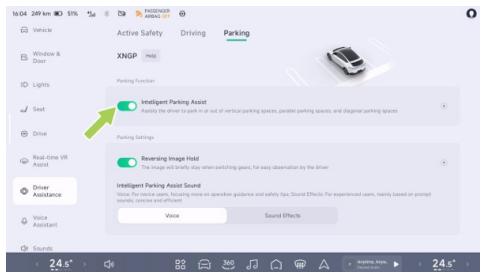 16:04 249 km 51% PASSENGER
AIRBAG OFF
Vehicle
Active Safety Driving Parking
Window &
Door
XNGP Help
Lights
Parking Function
Seat
Intelligent Parking Assist
Assists the driver to park in or out of vertical parking spaces, parallel parking spaces, and diagonal parking spaces
Drive
Parking Settings
Real-time VR
Assist
Reversing Image Hold
The image will briefly stay when switching gears, for easy observation by the driver
Driver
Assistance
Intelligent Parking Assist Sound
Voice: For novice users, focusing more on operation guidance and safety tips; Sound Effects: For experienced users, mainly based on prompt
sounds, concise and efficient
Voice
Assistant
Voice Sound Effects
Sounds
24.5° 360 24.5°